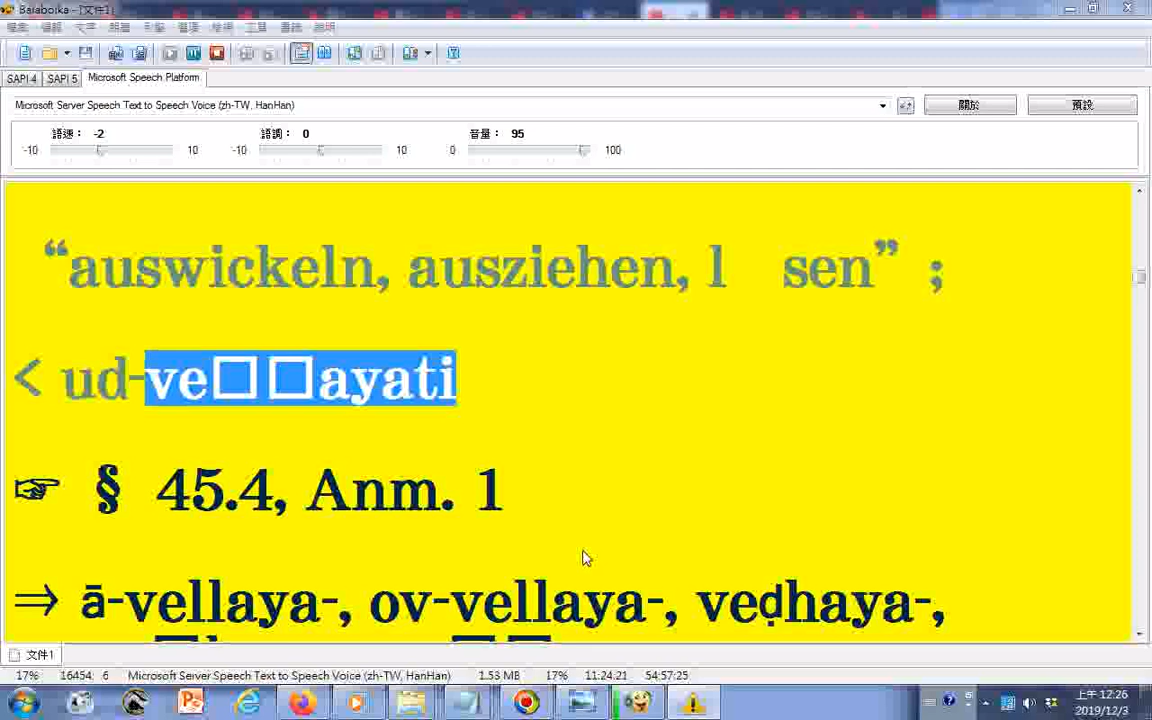 Balabolka - [文件1]
SAPI 4 SAPI 5 Microsoft Speech Platform
Microsoft Server Speech Text to Speech Voice (zh-TW, HanHan) 關於 預設
語速： -2 語調： 0 音量： 95
-10 10 -10 10 0 100
“auswickeln, ausziehen, l sen” ;
< ud-ve□□ayati
☞ § 45.4, Anm. 1
⇒ ā-vellaya-, ov-vellaya-, veḍhaya-,
文件1
17% 16454: 6 Microsoft Server Speech Text to Speech Voice (zh-TW, HanHan) 1.53 MB 17% 11:24:21 54:57:25
上午 12:26
2019/12/3